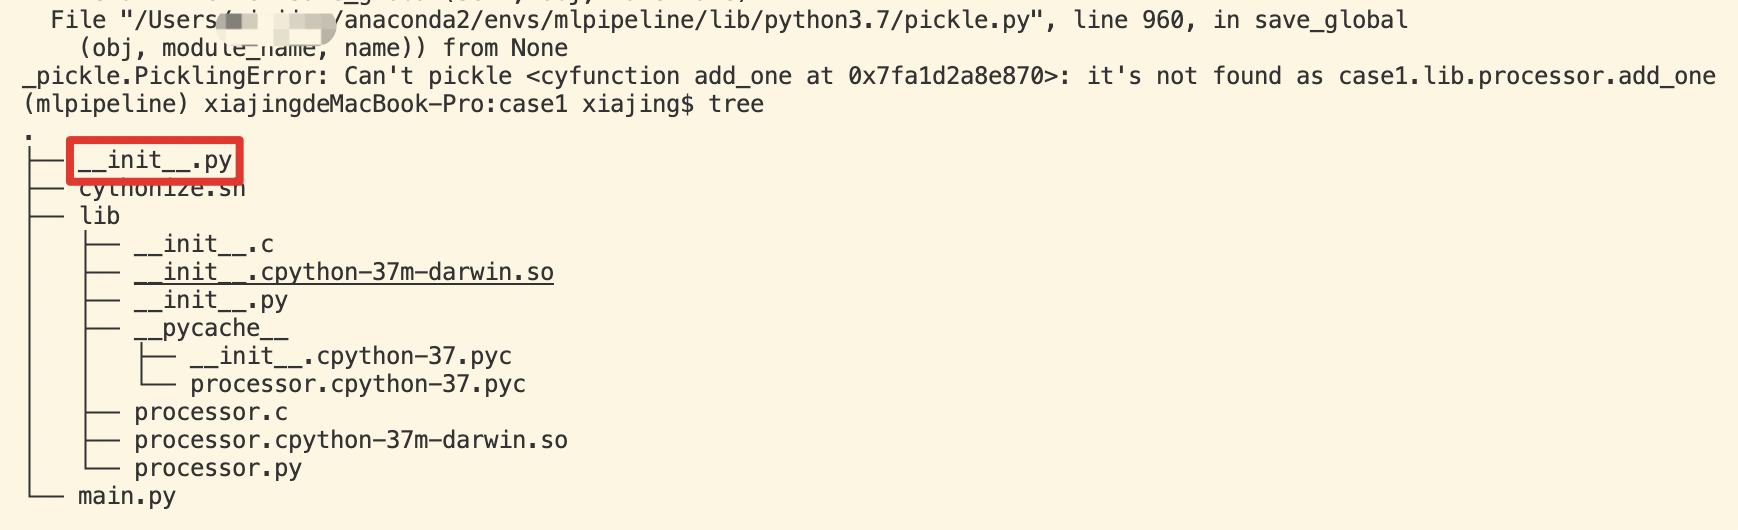 File "/Users/ /anaconda2/envs/mlpipeline/lib/python3.7/pickle.py", line 960, in save_global
(obj, module_name, name)) from None
_pickle.PicklingError: Can't pickle <cyfunction add_one at 0x7fa1d2a8e870>: it's not found as case1.lib.processor.add_one
(mlpipeline) xiajingdeMacBook-Pro:case1 xiajing$ tree
.
├── __init__.py
├── cythonize.sh
├── lib
│   ├── __init__.c
│   ├── __init__.cpython-37m-darwin.so
│   ├── __init__.py
│   ├── __pycache__
│   │   ├── __init__.cpython-37.pyc
│   │   └── processor.cpython-37.pyc
│   ├── processor.c
│   ├── processor.cpython-37m-darwin.so
│   └── processor.py
└── main.py